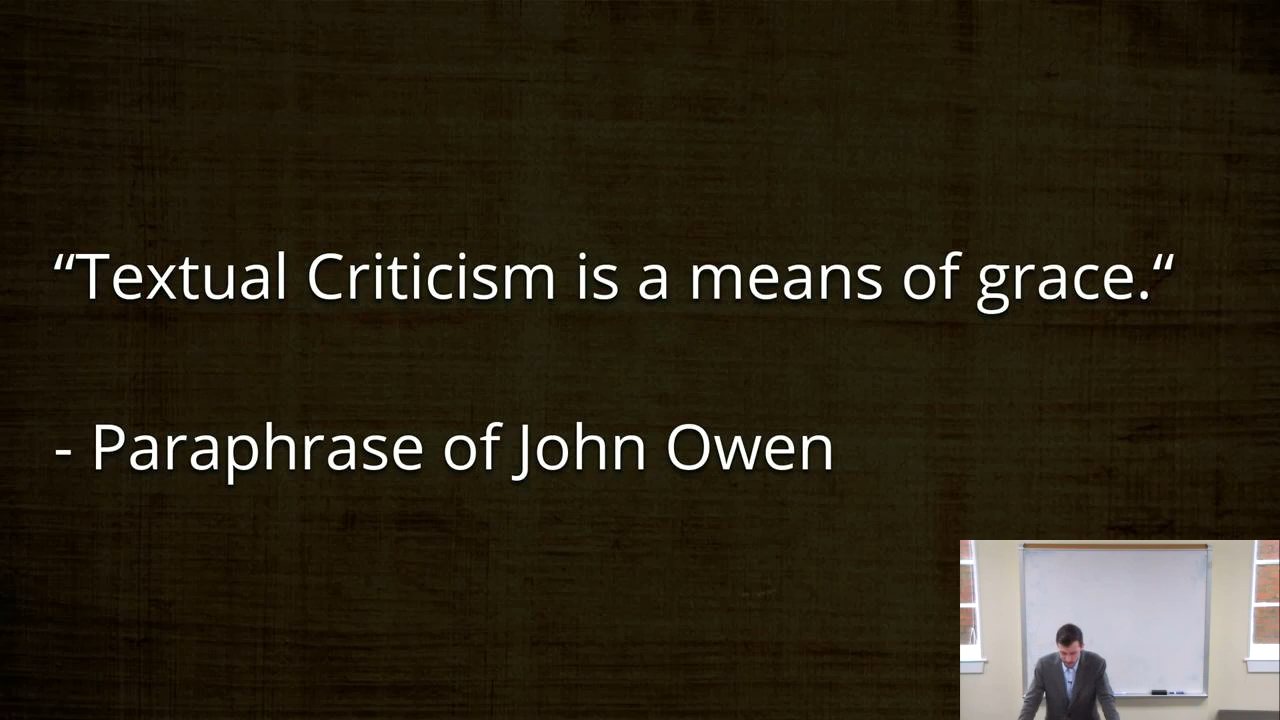 “Textual Criticism is a means of grace.“
- Paraphrase of John Owen